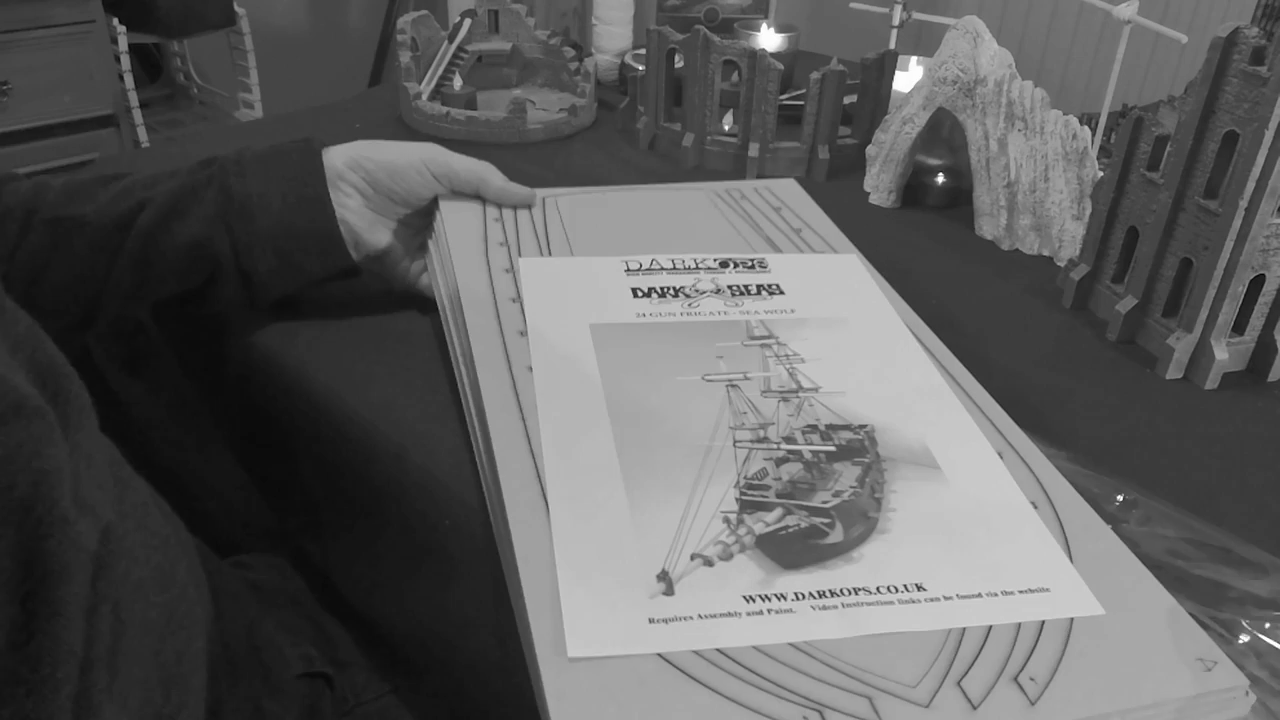 DARKOPS
DARK SEAS
24 GUN FRIGATE - SEA WOLF
WWW.DARKOPS.CO.UK
Requires Assembly and Paint. Video Instruction links can be found via the website
A